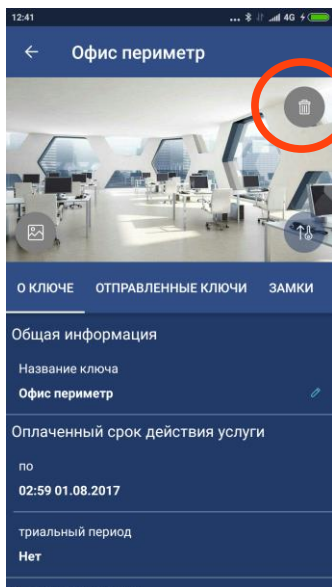 12:41 ... 4G
Офис периметр
О КЛЮЧЕ ОТПРАВЛЕННЫЕ КЛЮЧИ ЗАМКИ
Общая информация
Название ключа
Офис периметр
Оплаченный срок действия услуги
по
02:59 01.08.2017
триальный период
Нет